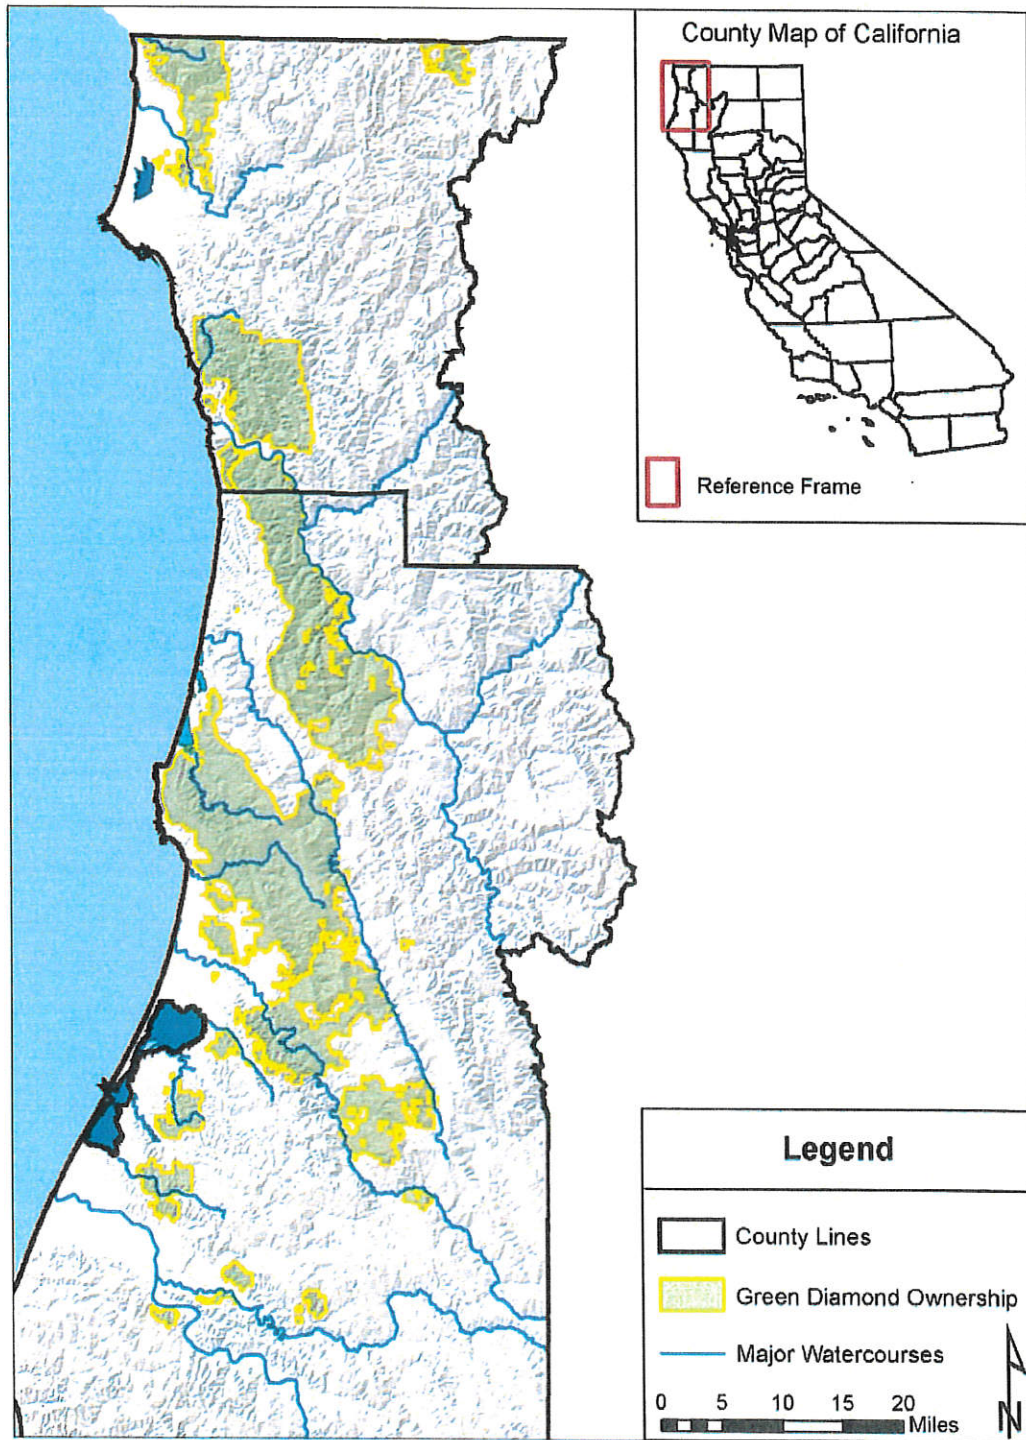 County Map of California
Reference Frame
Legend
County Lines
Green Diamond Ownership
Major Watercourses
0 5 10 15 20
Miles
N